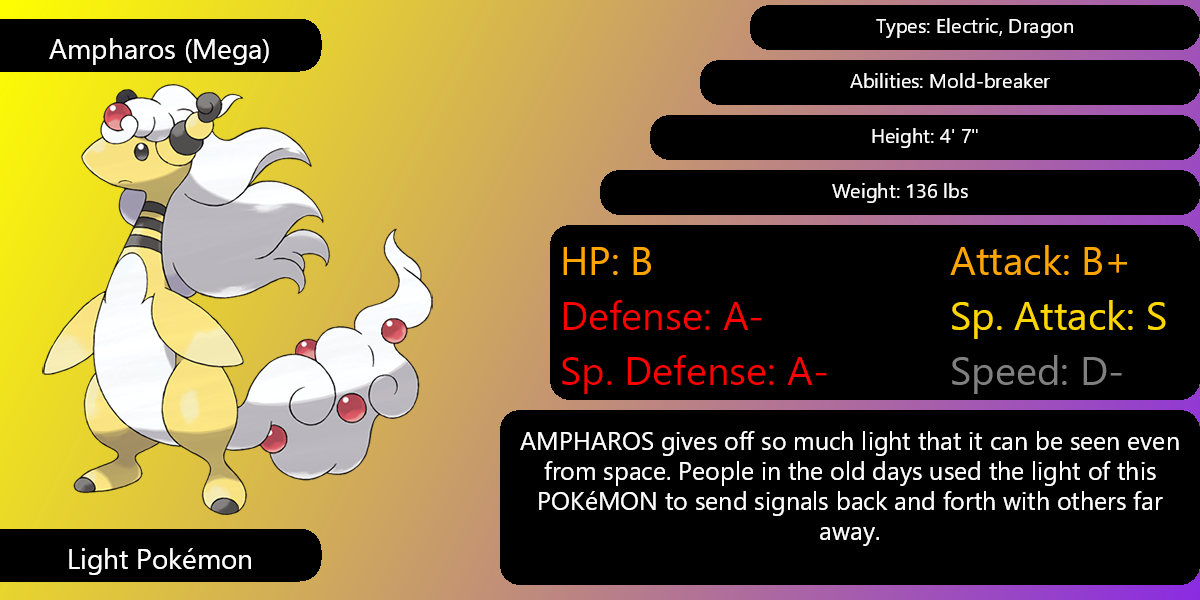 Ampharos (Mega)
Types: Electric, Dragon
Abilities: Mold-breaker
Height: 4' 7"
Weight: 136 lbs
HP: B
Attack: B+
Defense: A-
Sp. Attack: S
Sp. Defense: A-
Speed: D-
AMPHAROS gives off so much light that it can be seen even
from space. People in the old days used the light of this
POKéMON to send signals back and forth with others far
away.
Light Pokémon